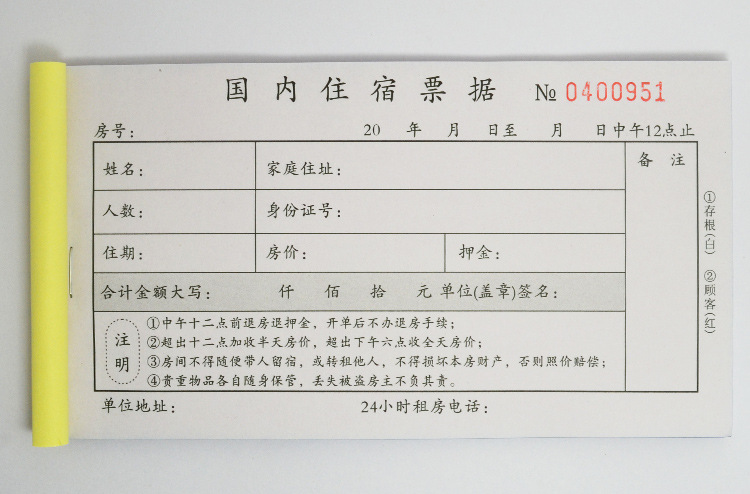 国内住宿票据 № 0400951
房号： 20 年 月 日至 月 日中午12点止
姓名： 家庭住址： 备注
人数： 身份证号：
住期： 房价： 押金：
合计金额大写： 仟 佰 拾 元 单位(盖章)签名：
注明
①中午十二点前退房退押金，开单后不办退房手续；
②超出十二点加收半天房价，超出下午六点收全天房价；
③房间不得随便带人留宿，或转租他人，不得损坏本房财产，否则照价赔偿；
④贵重物品各自随身保管，丢失被盗房主不负其责。
单位地址： 24小时租房电话：
①存根(白) ②顾客(红)